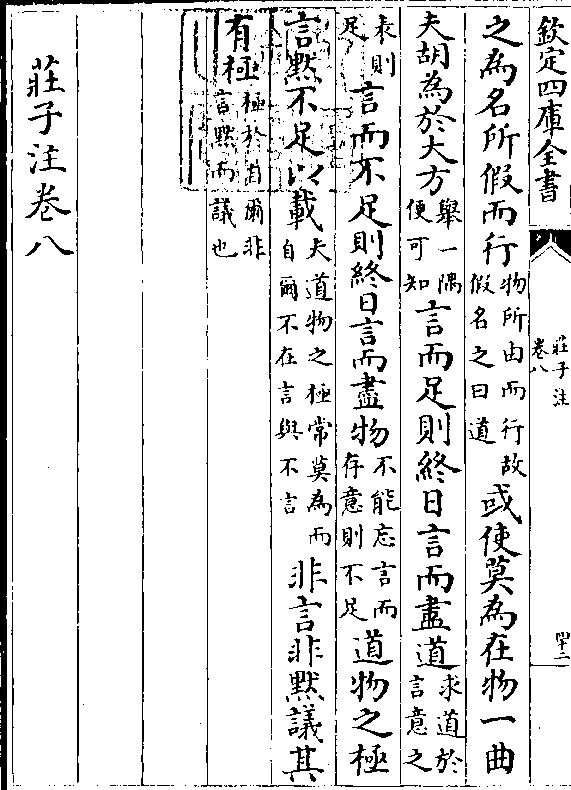 欽定四庫全書
莊子注
卷八
四十二
之為名所假而行物所由而行故假名之曰道或使莫為在物一曲
夫胡為於大方舉一隅便可知言而足則終日言而盡道求道於言意之
表則足言而不足則終日言而盡物不能忘言而存意則不足道物之極
言默不足以載夫道物之極常莫為而自爾不在言與不言非言非默議其
有極極於自爾非言默而議也
莊子注卷八